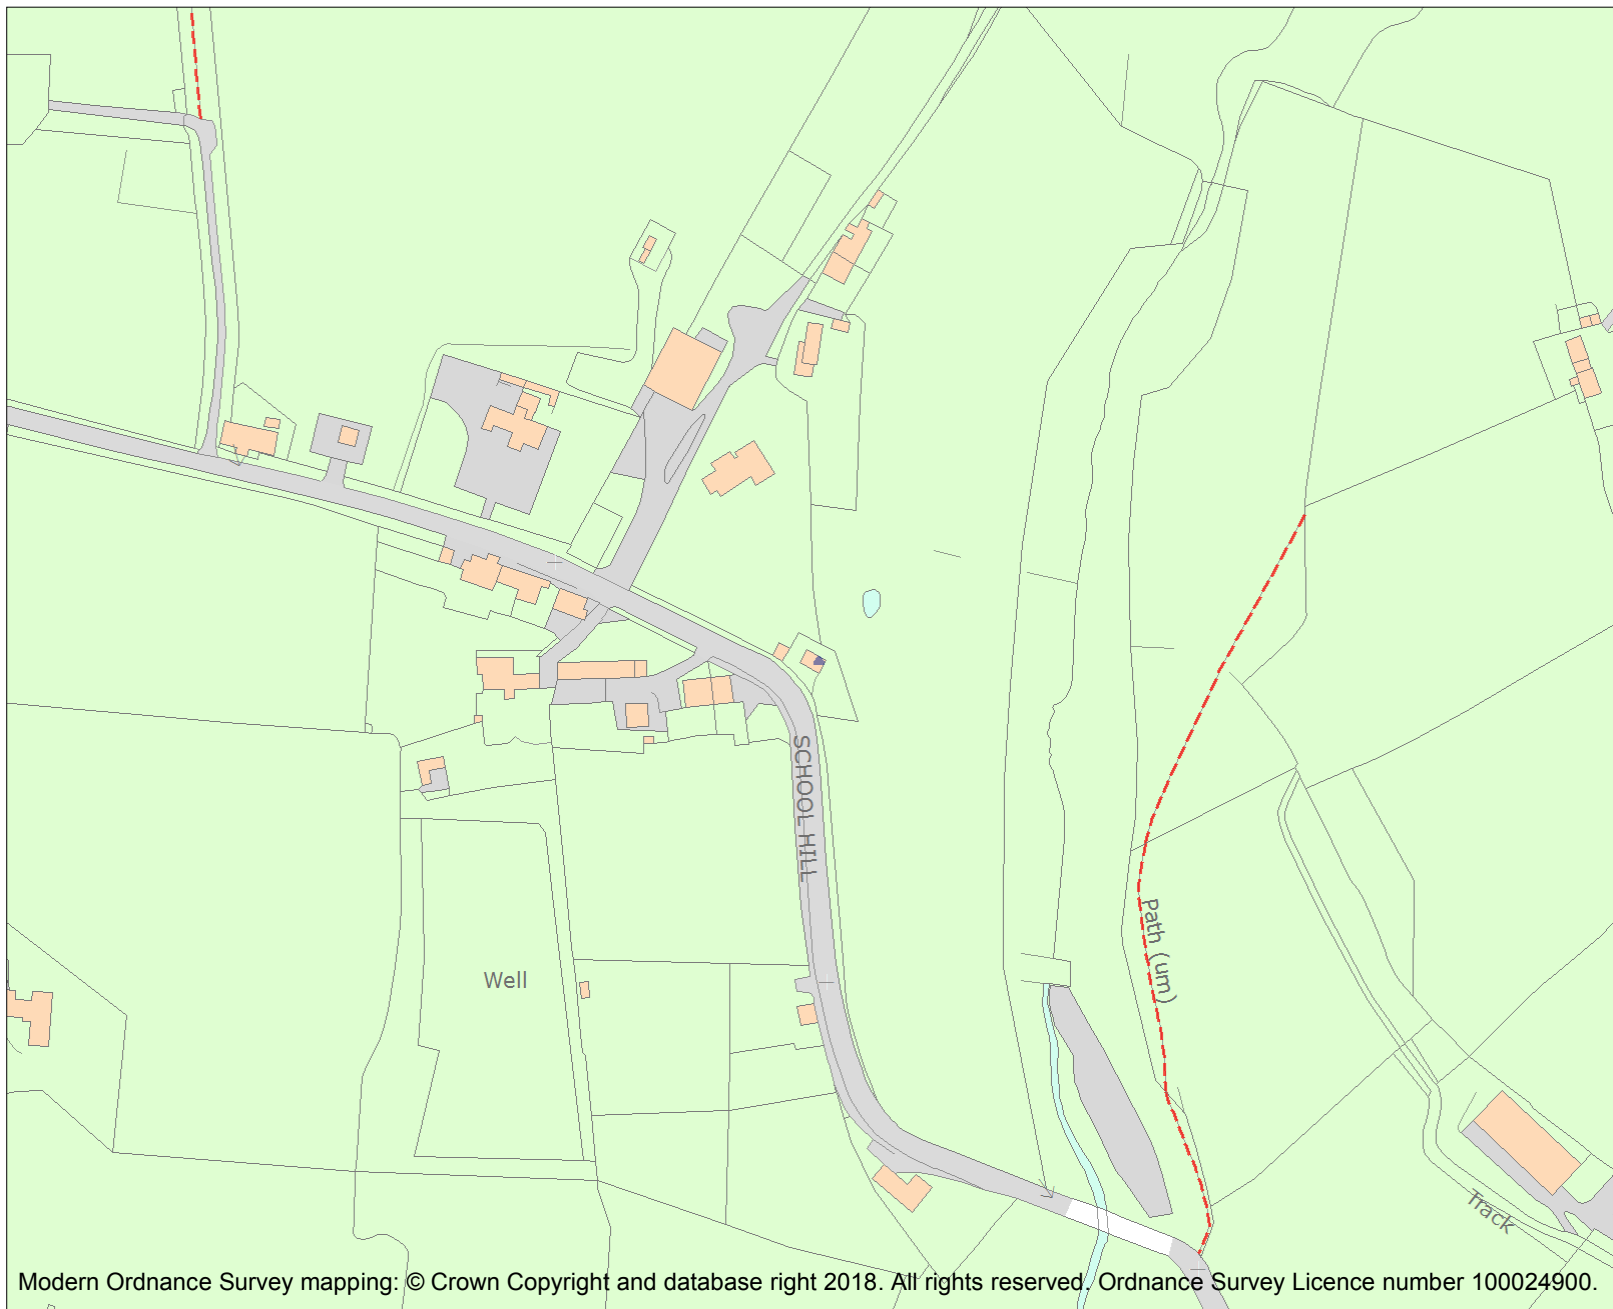 SCHOOL HILL
Path (um)
Well
Track
Modern Ordnance Survey mapping: © Crown Copyright and database right 2018. All rights reserved. Ordnance Survey Licence number 100024900.